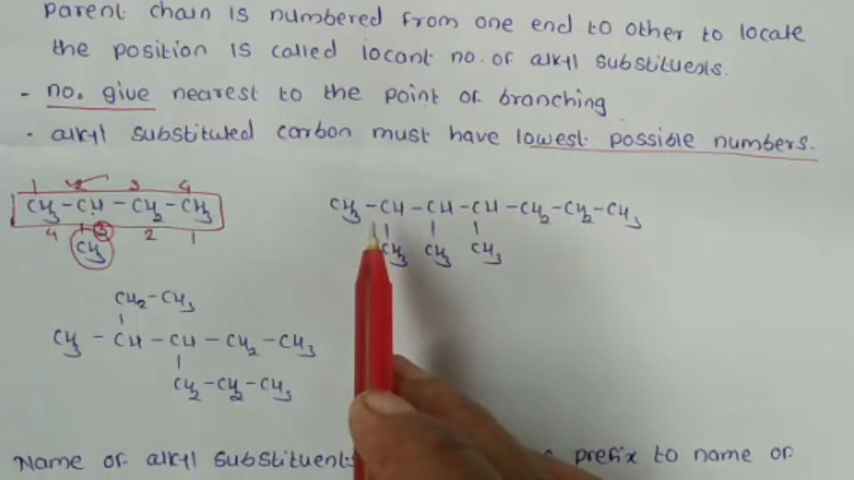 parent chain is numbered from one end to other to locate
the position is called locant no. of alkyl substituents.
- no. give nearest to the point of branching
- alkyl substituted carbon must have lowest possible numbers.
1 2 3 4
CH3 - CH - CH2 - CH3
4 3 2 1
CH3
CH3 - CH - CH - CH - CH2 - CH2 - CH3
CH3 CH3 CH3
CH2 - CH3
CH3 - CH - CH - CH2 - CH3
CH2 - CH2 - CH3
Name of alkyl substituent
prefix to name of